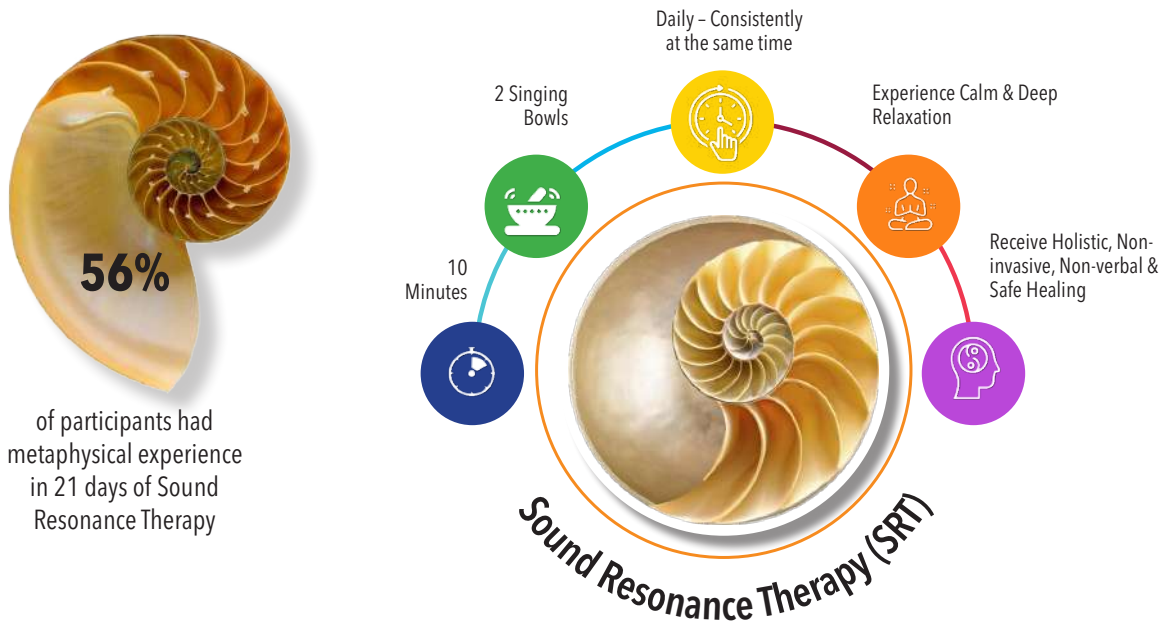 56%
of participants had
metaphysical experience
in 21 days of Sound
Resonance Therapy
10
Minutes
2 Singing
Bowls
Daily – Consistently
at the same time
Experience Calm & Deep
Relaxation
Receive Holistic, Non-
invasive, Non-verbal &
Safe Healing
Sound Resonance Therapy (SRT)